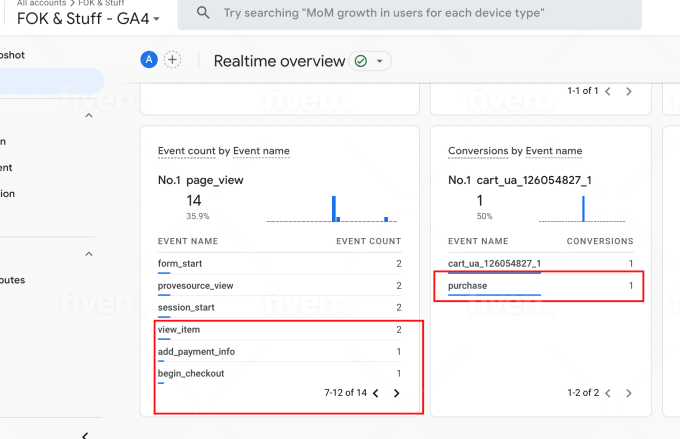 All accounts > FOK & Stuff
FOK & Stuff - GA4
Try searching "MoM growth in users for each device type"
pshot
A
Realtime overview
1-1 of 1
n
ent
ion
outes
Event count by Event name
No.1 page_view
14
35.9%
EVENT NAME EVENT COUNT
form_start 2
provesource_view 2
session_start 2
view_item 2
add_payment_info 1
begin_checkout 1
7-12 of 14
Conversions by Event name
No.1 cart_ua_126054827_1
1
50%
EVENT NAME CONVERSIONS
cart_ua_126054827_1 1
purchase 1
1-2 of 2